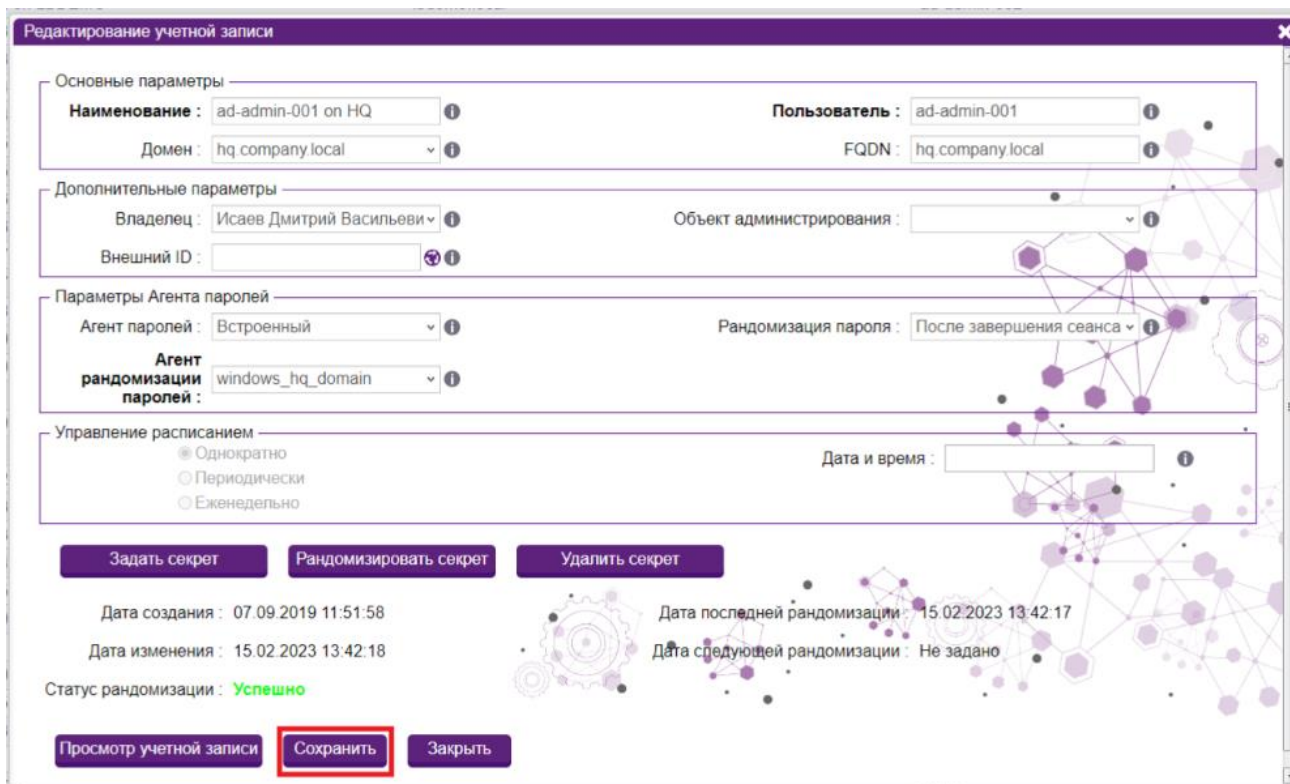 Редактирование учетной записи
Основные параметры
Наименование : ad-admin-001 on HQ Пользователь : ad-admin-001
Домен : hq.company.local FQDN : hq.company.local
Дополнительные параметры
Владелец : Исаев Дмитрий Васильеви Объект администрирования :
Внешний ID :
Параметры Агента паролей
Агент паролей : Встроенный Рандомизация пароля : После завершения сеанса
Агент
рандомизации windows_hq_domain
паролей :
Управление расписанием
Однократно Дата и время :
Периодически
Еженедельно
Задать секрет Рандомизировать секрет Удалить секрет
Дата создания : 07.09.2019 11:51:58 Дата последней рандомизации : 15.02.2023 13:42:17
Дата изменения : 15.02.2023 13:42:18 Дата следующей рандомизации : Не задано
Статус рандомизации : Успешно
Просмотр учетной записи Сохранить Закрыть